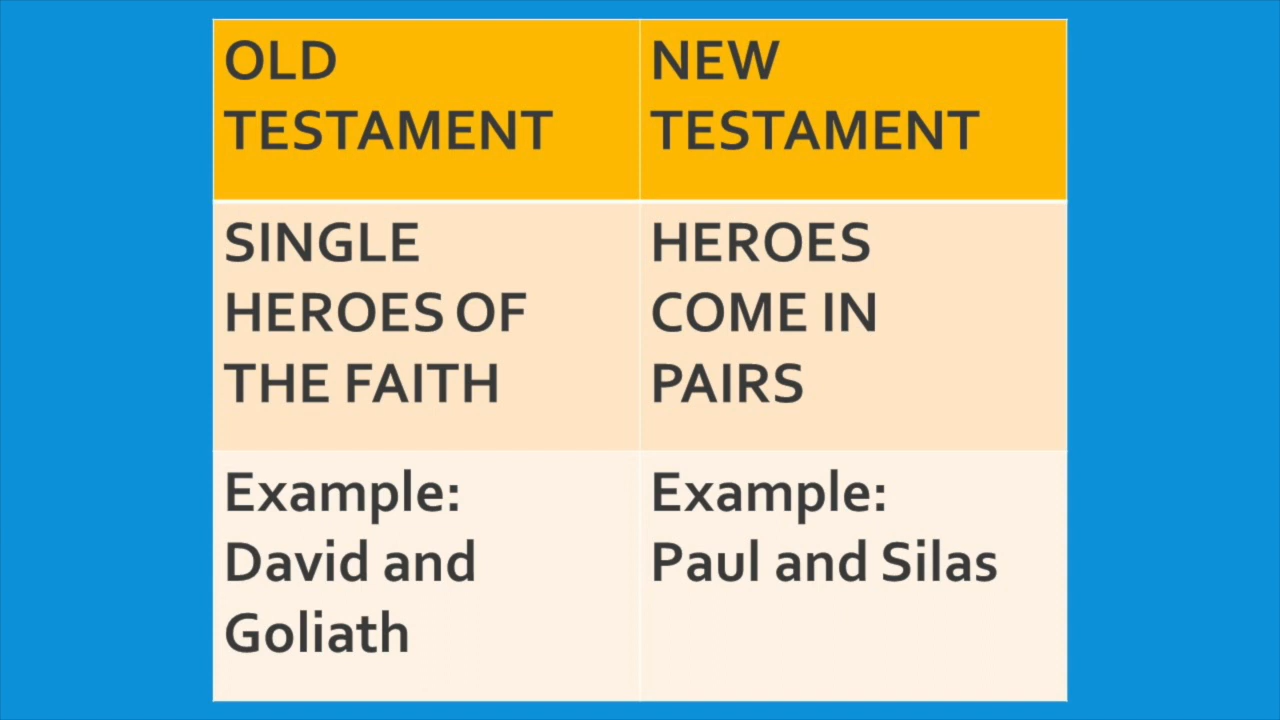 OLD
TESTAMENT
NEW
TESTAMENT
SINGLE
HEROES OF
THE FAITH
HEROES
COME IN
PAIRS
Example:
David and
Goliath
Example:
Paul and Silas